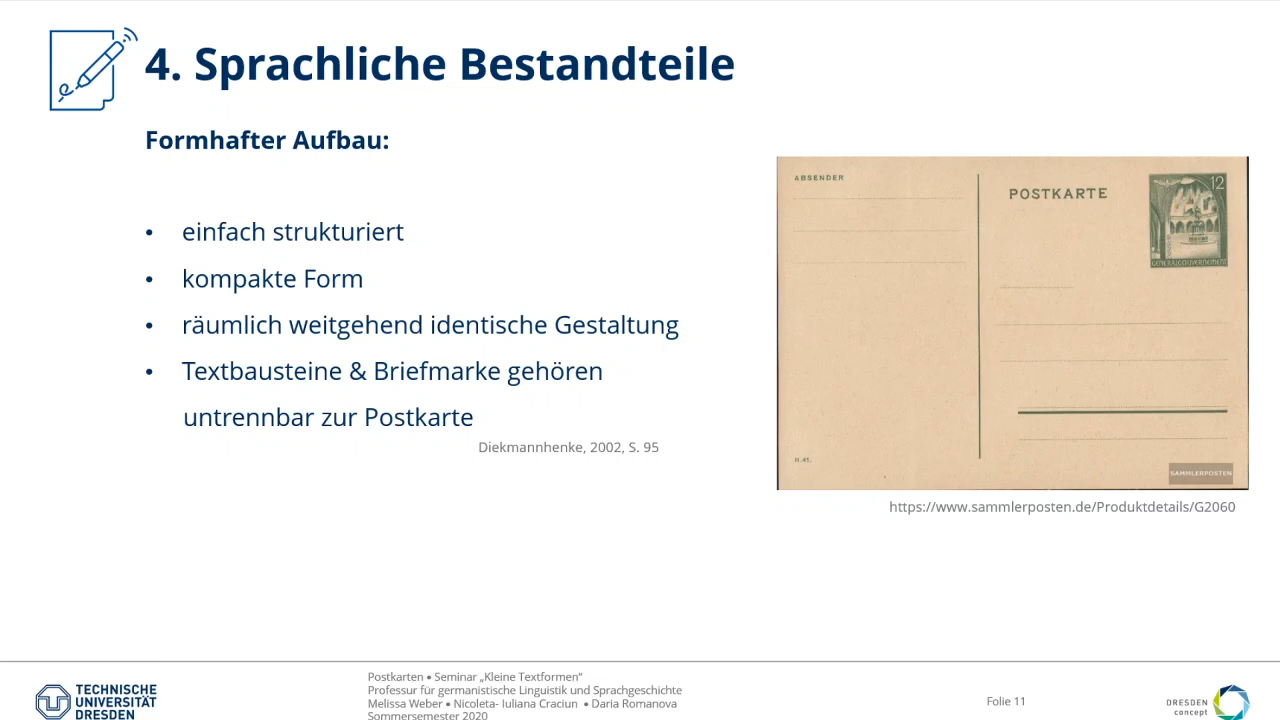 4. Sprachliche Bestandteile
Formhafter Aufbau:
• einfach strukturiert
• kompakte Form
• räumlich weitgehend identische Gestaltung
• Textbausteine & Briefmarke gehören
untrennbar zur Postkarte
Diekmannhenke, 2002, S. 95
ABSENDER
POSTKARTE
12
GENERALGOUVERNEMENT
SAMMLERPOSTEN
https://www.sammlerposten.de/Produktdetails/G2060
TECHNISCHE
UNIVERSITÄT
DRESDEN
Postkarten • Seminar „Kleine Textformen“
Professur für germanistische Linguistik und Sprachgeschichte
Melissa Weber • Nicoleta- Iuliana Craciun • Daria Romanova
Sommersemester 2020
Folie 11
DRESDEN
concept